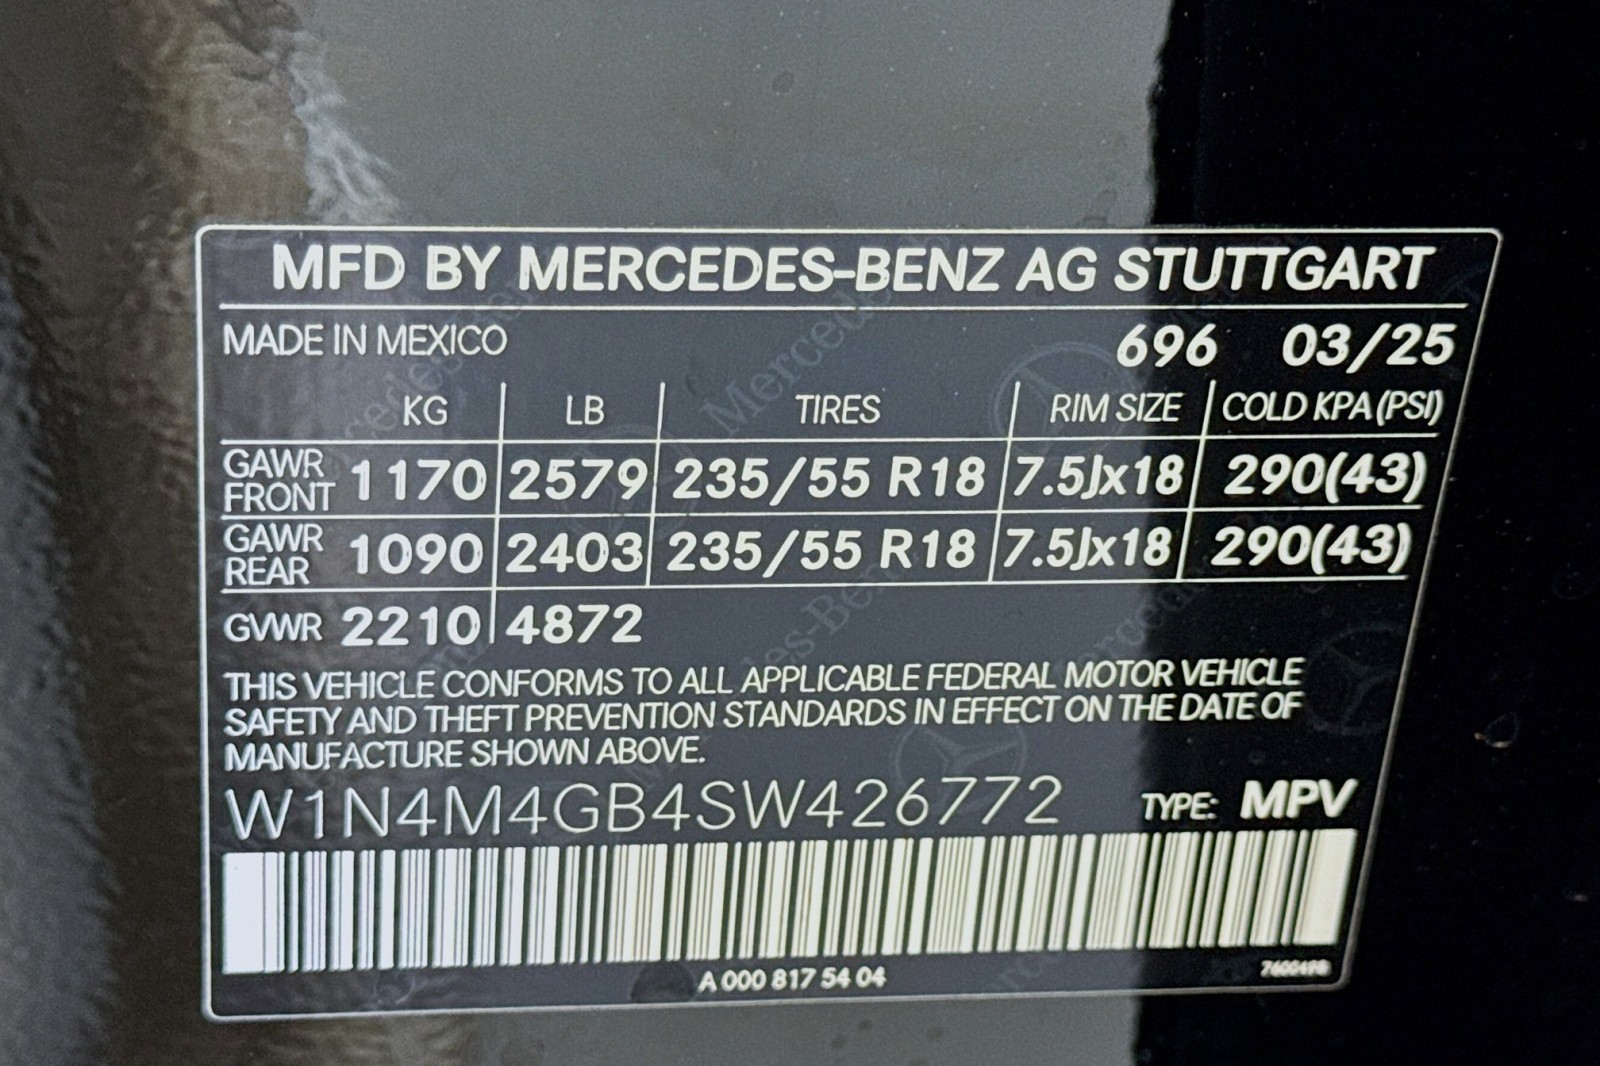 MFD BY MERCEDES-BENZ AG STUTTGART
MADE IN MEXICO 696 03/25
KG LB TIRES RIM SIZE COLD KPA(PSI)
GAWR FRONT 1170 2579 235/55 R18 7.5Jx18 290(43)
GAWR REAR 1090 2403 235/55 R18 7.5Jx18 290(43)
GVWR 2210 4872
THIS VEHICLE CONFORMS TO ALL APPLICABLE FEDERAL MOTOR VEHICLE
SAFETY AND THEFT PREVENTION STANDARDS IN EFFECT ON THE DATE OF
MANUFACTURE SHOWN ABOVE.
W1N4M4GB4SW426772 TYPE: MPV
A 000 817 54 04